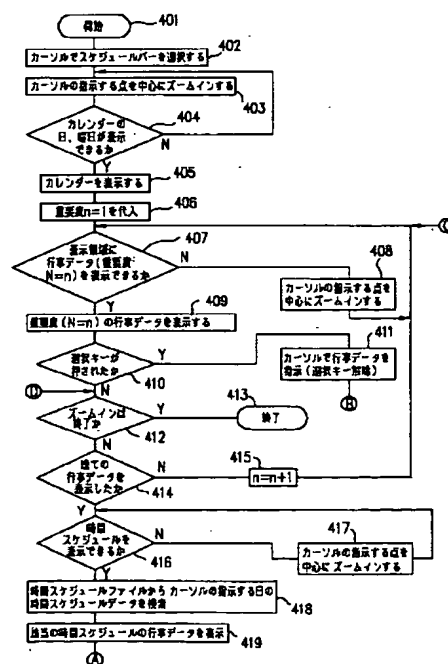 開始
401
402
カーソルでスケジュールバーを選択する
カーソルの指示する点を中心にズームインする
403
404
カレンダーの
日、曜日が表示
できるか
N
Y
405
カレンダーを表示する
406
重要度n=1を代入
C
407
表示領域に
行事データ(重要度
N=n)を表示できるか
N
408
カーソルの指示する点を
中心にズームインする
Y
409
重要度(N=n)の行事データを表示する
選択キーが
押されたか
Y
410
411
カーソルで行事データを
指示(選択キー解除)
B
D
N
ズームインは
終了か
Y
412
413
終了
N
全ての
行事データを
表示したか
N
414
415
n=n+1
Y
時間
スケジュールを
表示できるか
N
416
417
カーソルの指示する点を
中心にズームインする
Y
時間スケジュールファイルからカーソルの指示する日の
時間スケジュールデータを検索
418
該当の時間スケジュールの行事データを表示
419
A